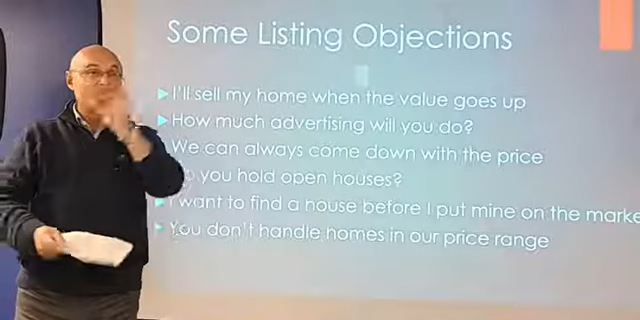 Some Listing Objections
I'll sell my home when the value goes up
How much advertising will you do?
We can always come down with the price
you hold open houses?
I want to find a house before I put mine on the marke
You don't handle homes in our price range